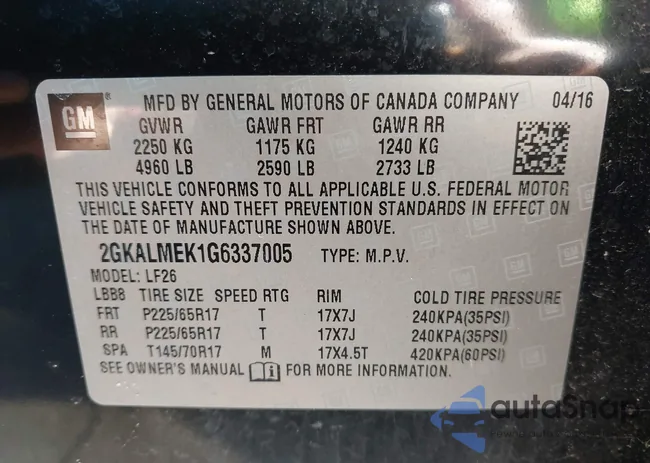 GM
MFD BY GENERAL MOTORS OF CANADA COMPANY 04/16
GVWR GAWR FRT GAWR RR
2250 KG 1175 KG 1240 KG
4960 LB 2590 LB 2733 LB
THIS VEHICLE CONFORMS TO ALL APPLICABLE U.S. FEDERAL MOTOR
VEHICLE SAFETY AND THEFT PREVENTION STANDARDS IN EFFECT ON
THE DATE OF MANUFACTURE SHOWN ABOVE.
2GKALMEK1G6337005 TYPE: M.P.V.
MODEL: LF26
LBB8 TIRE SIZE SPEED RTG RIM COLD TIRE PRESSURE
FRT P225/65R17 T 17X7J 240KPA(35PSI)
RR P225/65R17 T 17X7J 240KPA(35PSI)
SPA T145/70R17 M 17X4.5T 420KPA(60PSI)
SEE OWNER'S MANUAL FOR MORE INFORMATION.
autoSnap